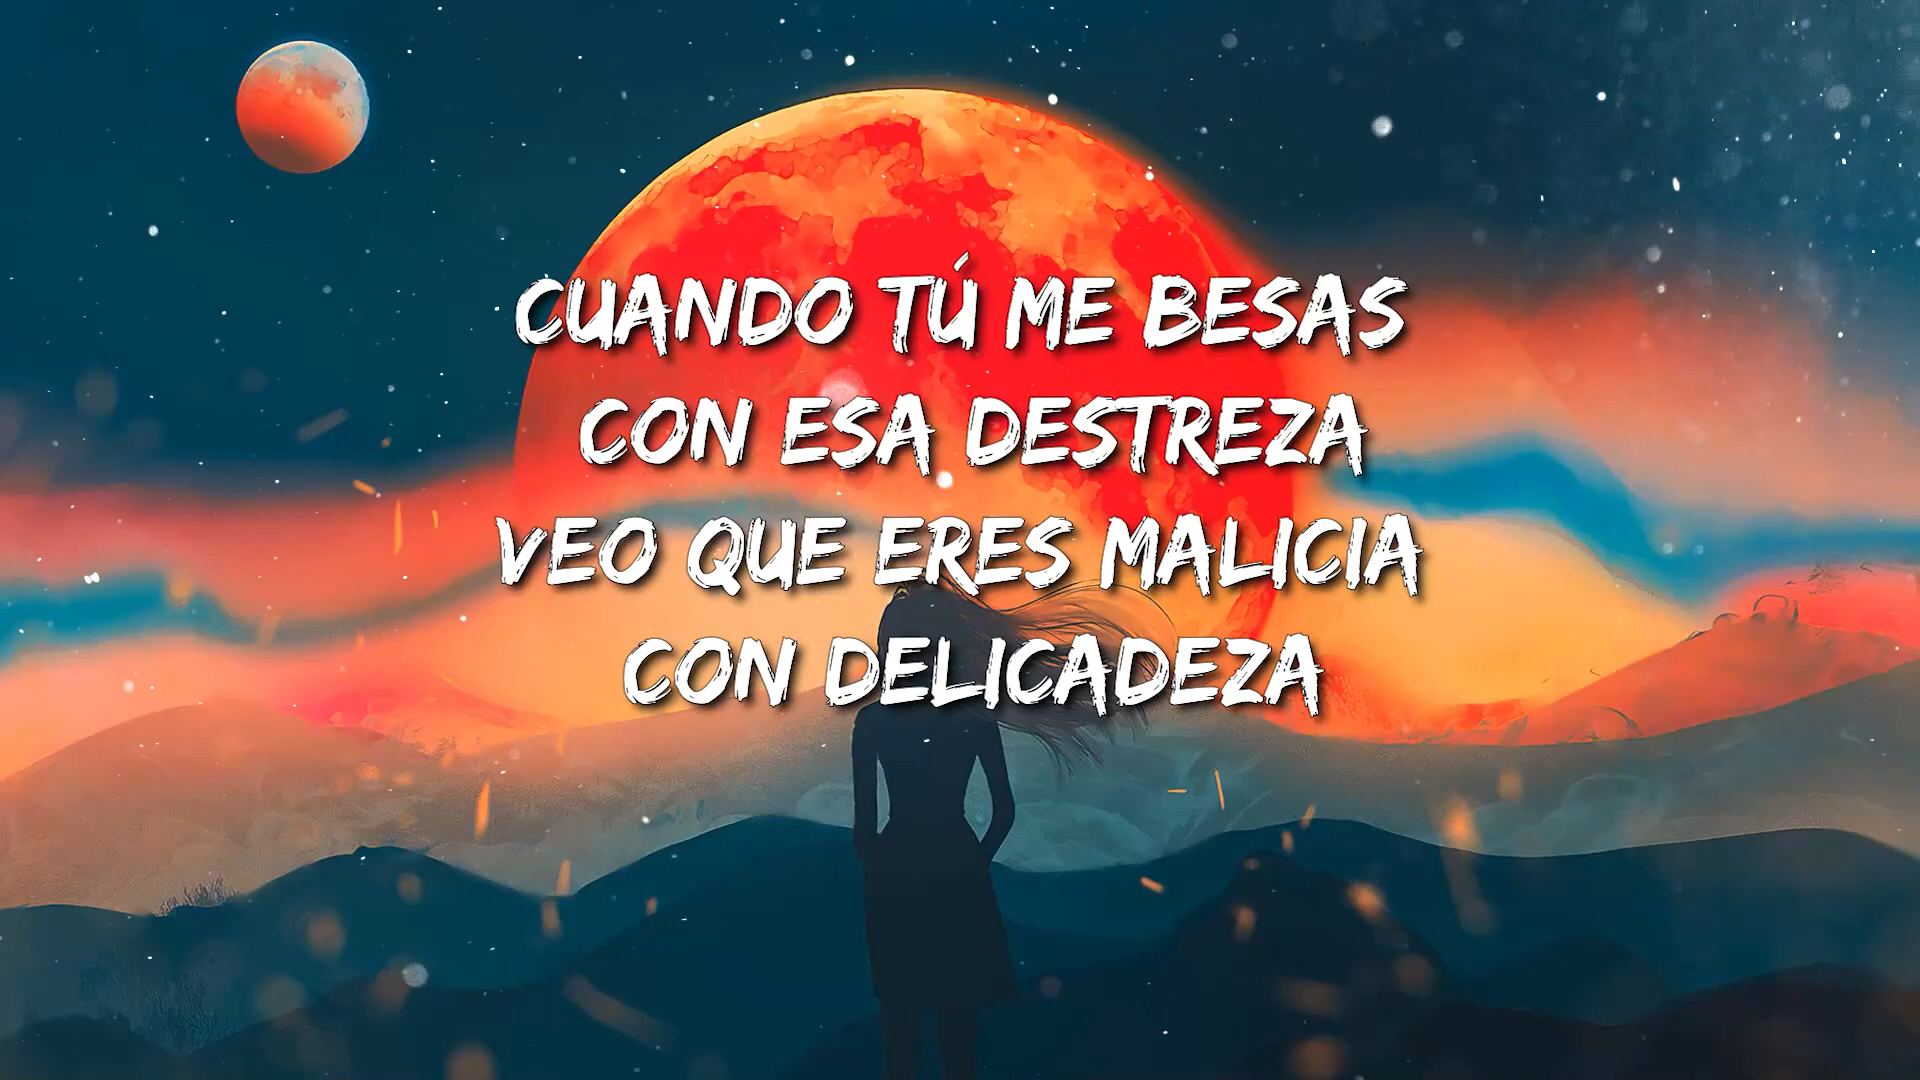 CUANDO TÚ ME BESAS
CON ESA DESTREZA
VEO QUE ERES MALICIA
CON DELICADEZA